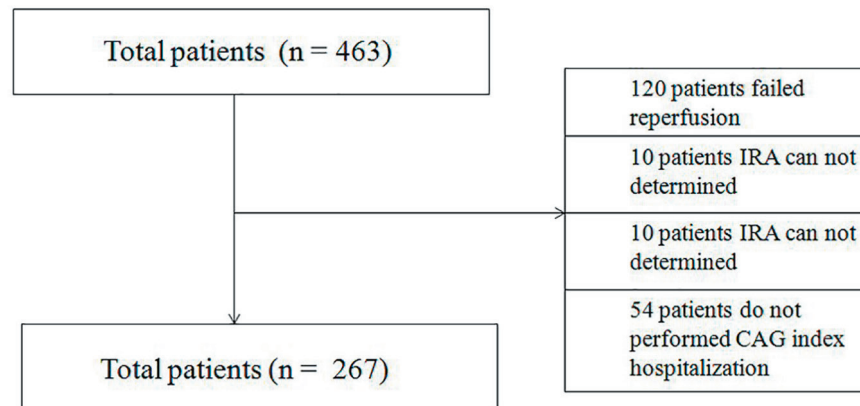 Total patients (n = 463)
120 patients failed
reperfusion
10 patients IRA can not
determined
10 patients IRA can not
determined
54 patients do not
performed CAG index
hospitalization
Total patients (n = 267)